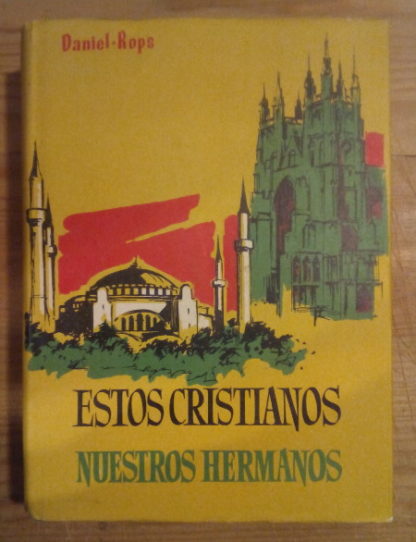 Daniel-Rops
ESTOS CRISTIANOS
NUESTROS HERMANOS